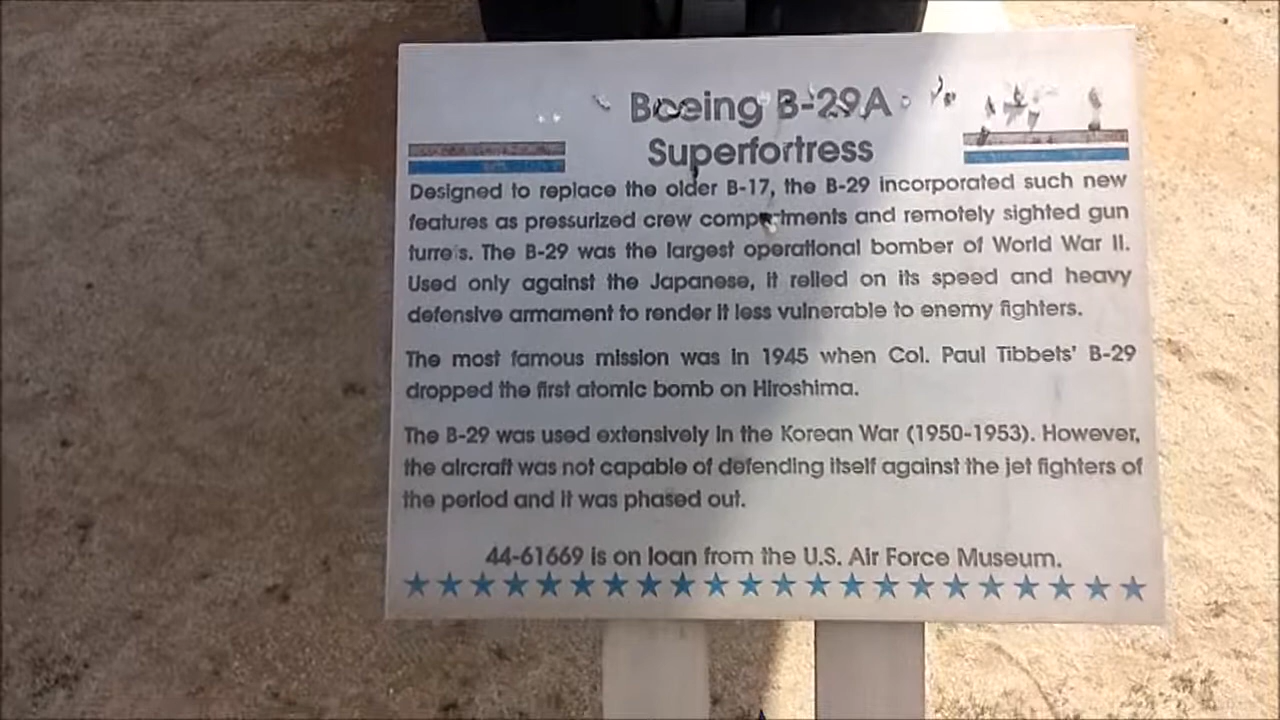 Boeing B-29A
Superfortress
Designed to replace the older B-17, the B-29 incorporated such new
features as pressurized crew compartments and remotely sighted gun
turrets. The B-29 was the largest operational bomber of World War II.
Used only against the Japanese, it relied on its speed and heavy
defensive armament to render it less vulnerable to enemy fighters.
The most famous mission was in 1945 when Col. Paul Tibbets' B-29
dropped the first atomic bomb on Hiroshima.
The B-29 was used extensively in the Korean War (1950-1953). However,
the aircraft was not capable of defending itself against the jet fighters of
the period and it was phased out.
44-61669 is on loan from the U.S. Air Force Museum.